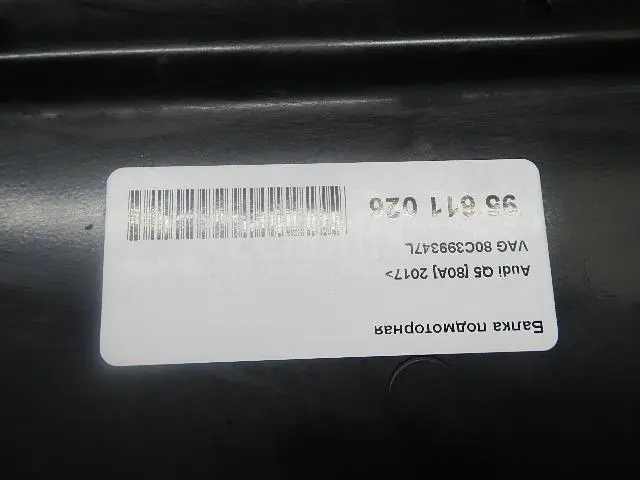 Балка подмоторная
Audi Q5 [80A] 2017>
VAG 80C399347L
95 611 026